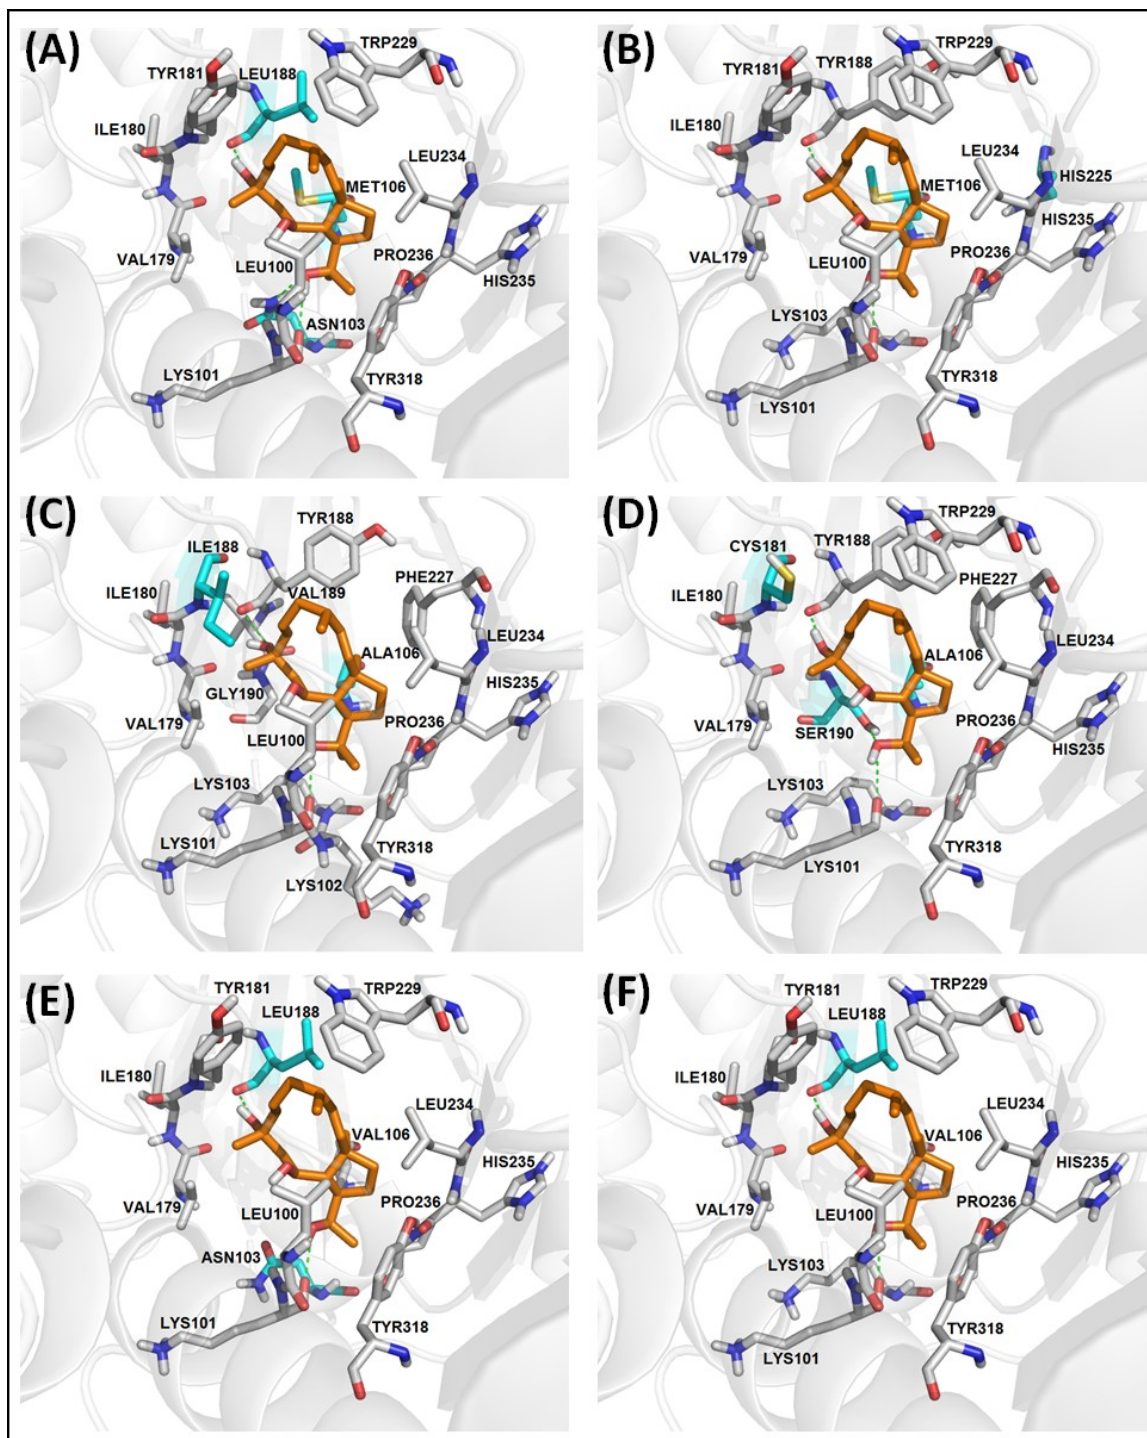 (A)
TRP229
TYR181
LEU188
ILE180
LEU234
MET106
VAL179
LEU100
PRO236
HIS235
ASN103
LYS101
TYR318
(B)
TRP229
TYR181
TYR188
ILE180
LEU234
HIS225
MET106
HIS235
VAL179
LEU100
PRO236
LYS103
TYR318
LYS101
(C)
TYR188
ILE188
PHE227
ILE180
VAL189
LEU234
ALA106
HIS235
GLY190
VAL179
PRO236
LEU100
LYS103
LYS101
TYR318
LYS102
(D)
TRP229
CYS181
TYR188
PHE227
ILE180
LEU234
ALA106
VAL179
SER190
PRO236
HIS235
LYS103
TYR318
LYS101
(E)
TYR181
TRP229
LEU188
ILE180
LEU234
VAL106
HIS235
VAL179
LEU100
PRO236
ASN103
LYS101
TYR318
(F)
TYR181
TRP229
LEU188
ILE180
LEU234
VAL106
HIS235
VAL179
LEU100
PRO236
LYS103
TYR318
LYS101